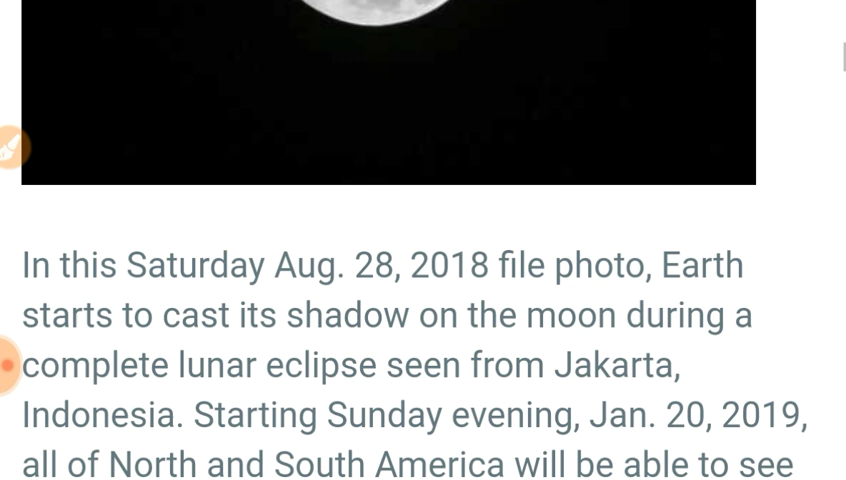 In this Saturday Aug. 28, 2018 file photo, Earth
starts to cast its shadow on the moon during a
complete lunar eclipse seen from Jakarta,
Indonesia. Starting Sunday evening, Jan. 20, 2019,
all of North and South America will be able to see